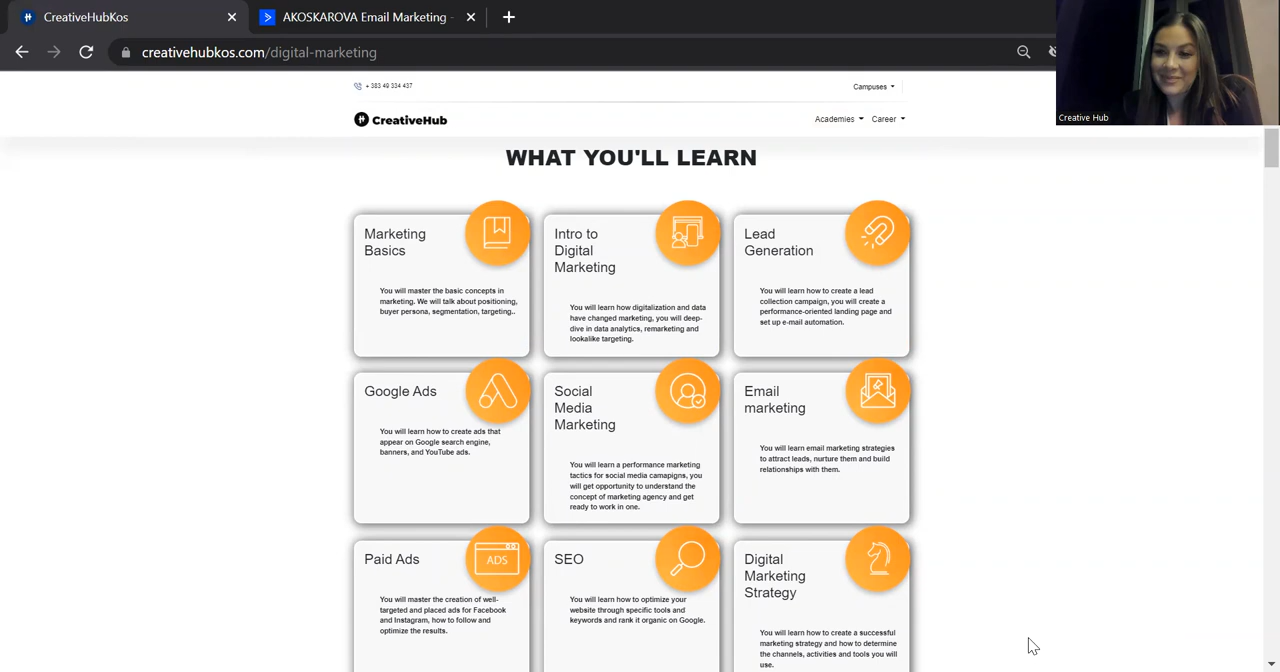 CreativeHubKos
AKOSKAROVA Email Marketing -
creativehubkos.com/digital-marketing
Creative Hub
+ 383 49 334 437
Campuses
CreativeHub
Academies
Career
WHAT YOU'LL LEARN
Marketing
Basics
You will master the basic concepts in
marketing. We will talk about positioning,
buyer persona, segmentation, targeting..
Intro to
Digital
Marketing
You will learn how digitalization and data
have changed marketing, you will deep-
dive in data analytics, remarketing and
lookalike targeting.
Lead
Generation
You will learn how to create a lead
collection campaign, you will create a
performance-oriented landing page and
set up e-mail automation.
Google Ads
You will learn how to create ads that
appear on Google search engine,
banners, and YouTube ads.
Social
Media
Marketing
You will learn a performance marketing
tactics for social media camapigns, you
will get opportunity to understand the
concept of marketing agency and get
ready to work in one.
Email
marketing
You will learn email marketing strategies
to attract leads, nurture them and build
relationships with them.
Paid Ads
ADS
You will master the creation of well-
targeted and placed ads for Facebook
and Instagram, how to follow and
optimize the results.
SEO
You will learn how to optimize your
website through specific tools and
keywords and rank it organic on Google.
Digital
Marketing
Strategy
You will learn how to create a successful
marketing strategy and how to determine
the channels, activities and tools you will
use.